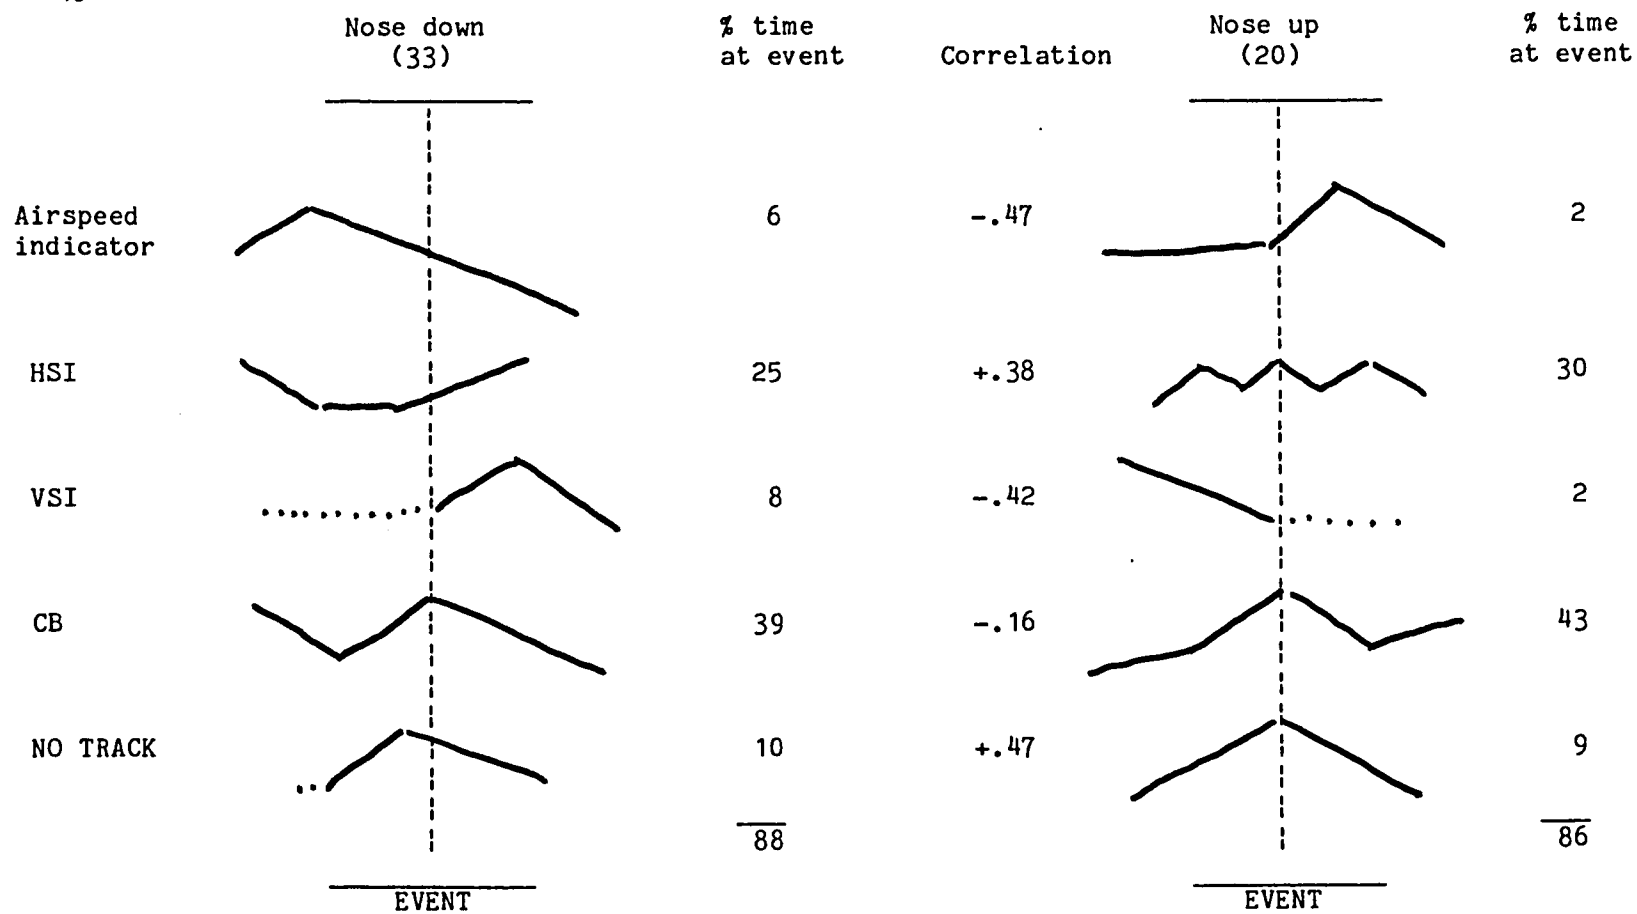 Nose down % time Nose up % time
(33) at event Correlation (20) at event
Airspeed 6 -.47 2
indicator
HSI 25 +.38 30
VSI 8 -.42 2
CB 39 -.16 43
NO TRACK 10 +.47 9
88 86
EVENT EVENT